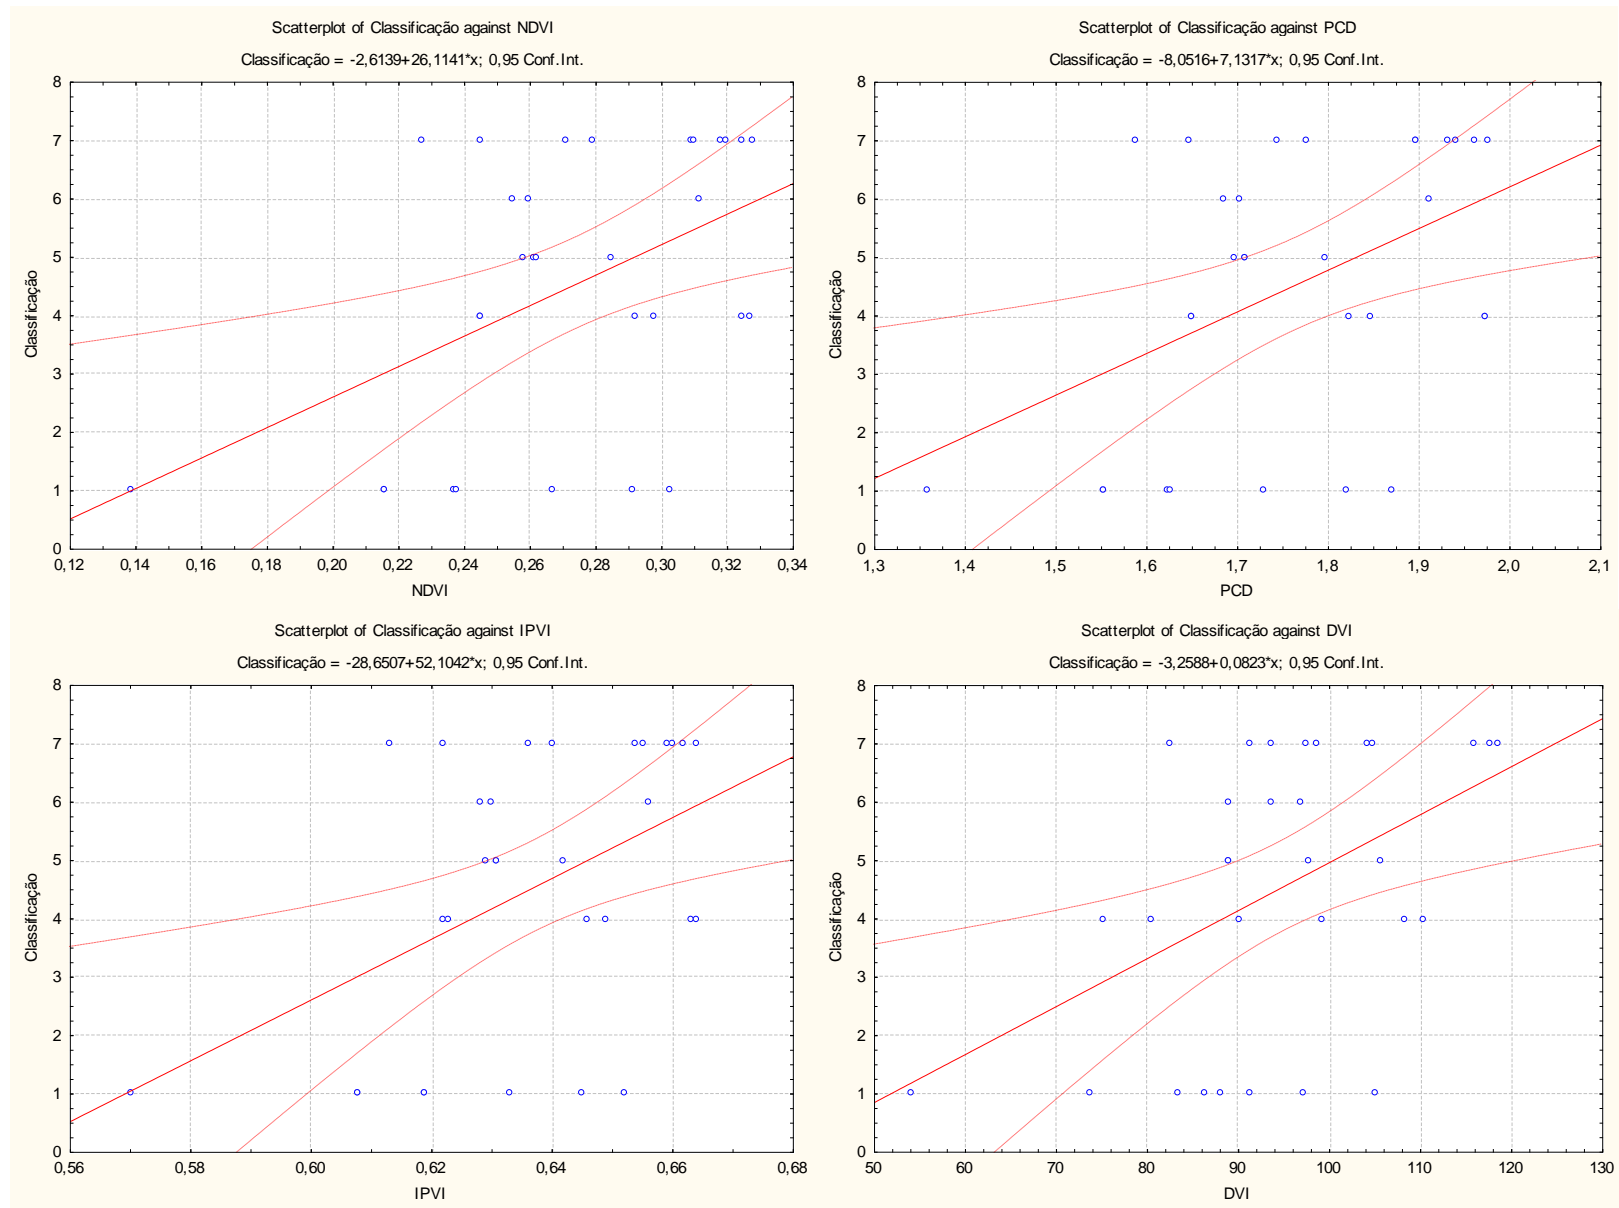 Scatterplot of Classificação against NDVI
Classificação = -2,6139+26,1141*x; 0,95 Conf.Int.
8
7
6
5
4
3
2
1
0
Classificação
0,12 0,14 0,16 0,18 0,20 0,22 0,24 0,26 0,28 0,30 0,32 0,34
NDVI
Scatterplot of Classificação against PCD
Classificação = -8,0516+7,1317*x; 0,95 Conf.Int.
8
7
6
5
4
3
2
1
0
Classificação
1,3 1,4 1,5 1,6 1,7 1,8 1,9 2,0 2,1
PCD
Scatterplot of Classificação against IPVI
Classificação = -28,6507+52,1042*x; 0,95 Conf.Int.
8
7
6
5
4
3
2
1
0
Classificação
0,56 0,58 0,60 0,62 0,64 0,66 0,68
IPVI
Scatterplot of Classificação against DVI
Classificação = -3,2588+0,0823*x; 0,95 Conf.Int.
8
7
6
5
4
3
2
1
0
Classificação
50 60 70 80 90 100 110 120 130
DVI